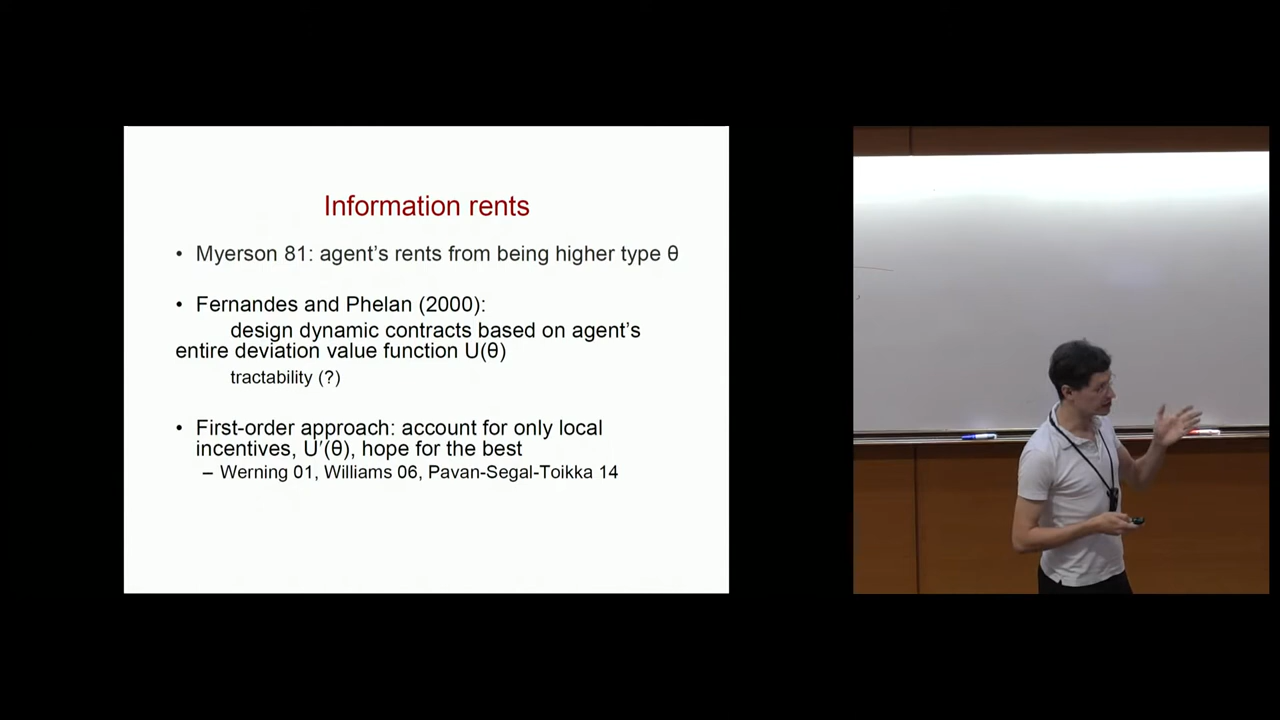 Information rents
• Myerson 81: agent's rents from being higher type θ
• Fernandes and Phelan (2000):
design dynamic contracts based on agent's
entire deviation value function U(θ)
tractability (?)
• First-order approach: account for only local
incentives, U′(θ), hope for the best
– Werning 01, Williams 06, Pavan-Segal-Toikka 14